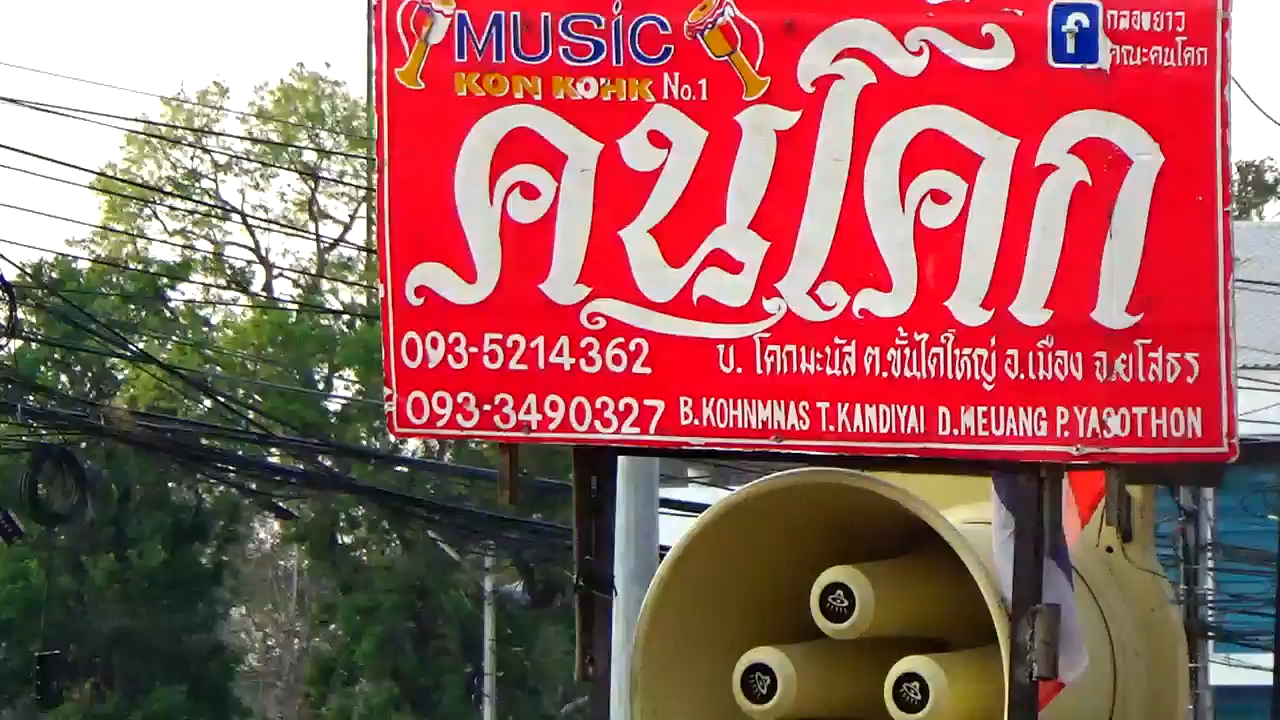 MUSIC
KON KOHK No.1
f กลองยาว
คณะคนโคก
คนโคก
093-5214362 บ. โคกมะนัส ต.ขั้นไดใหญ่ อ.เมือง จ.ยโสธร
093-3490327 B.KOHNMNAS T.KANDIYAI D.MEUANG P.YASOTHON